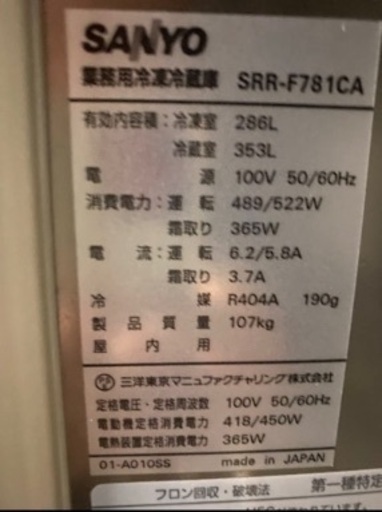 SANYO
業務用冷凍冷蔵庫 SRR-F781CA
有効内容積：冷凍室 286L
冷蔵室 353L
電 源 100V 50/60Hz
消費電力：運 転 489/522W
霜取り 365W
電 流：運 転 6.2/5.8A
霜取り 3.7A
冷 媒 R404A 190g
製 品 質 量 107kg
屋 内 用
三洋東京マニュファクチャリング株式会社
定格電圧・定格周波数 100V 50/60Hz
電動機定格消費電力 418/450W
電熱装置定格消費電力 365W
01-A010SS made in JAPAN
フロン回収・破壊法 第一種特定